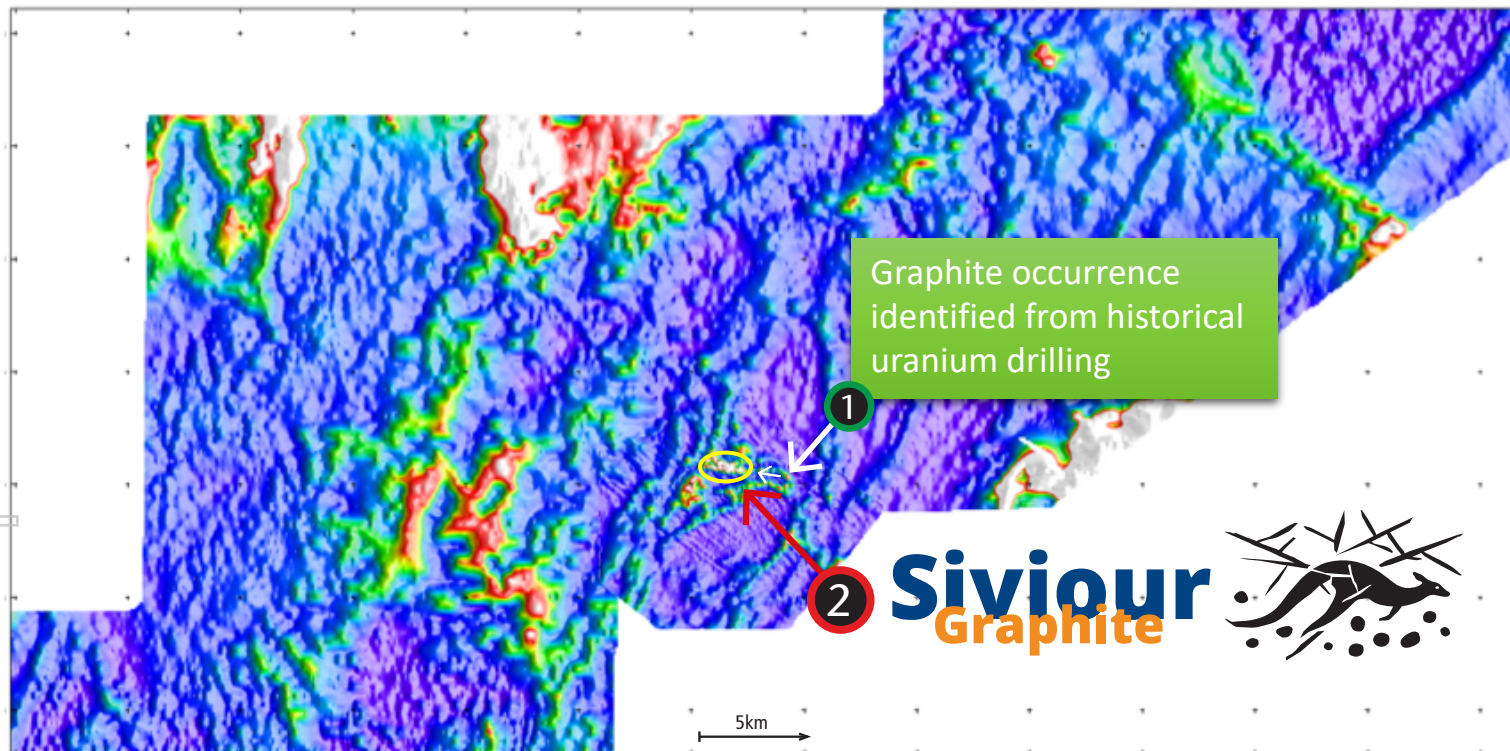 Graphite occurrence
identified from historical
uranium drilling
1
2
Siviour
Graphite
5km